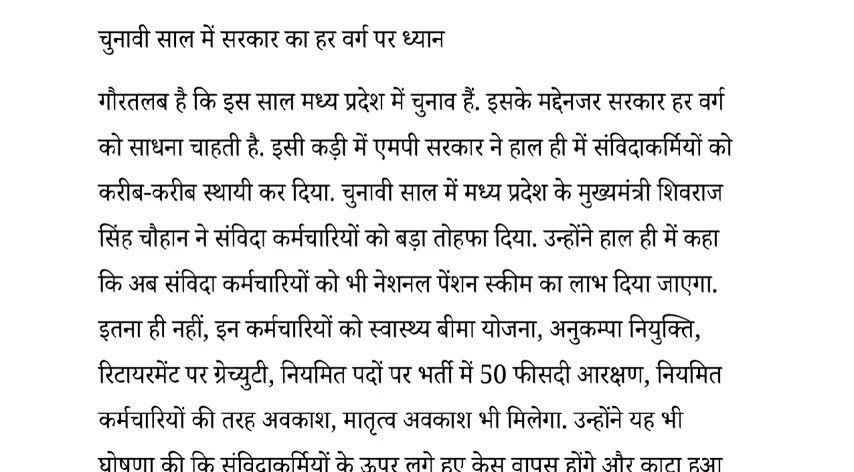 चुनावी साल में सरकार का हर वर्ग पर ध्यान
गौरतलब है कि इस साल मध्य प्रदेश में चुनाव हैं. इसके मद्देनजर सरकार हर वर्ग
को साधना चाहती है. इसी कड़ी में एमपी सरकार ने हाल ही में संविदाकर्मियों को
करीब-करीब स्थायी कर दिया. चुनावी साल में मध्य प्रदेश के मुख्यमंत्री शिवराज
सिंह चौहान ने संविदा कर्मचारियों को बड़ा तोहफा दिया. उन्होंने हाल ही में कहा
कि अब संविदा कर्मचारियों को भी नेशनल पेंशन स्कीम का लाभ दिया जाएगा.
इतना ही नहीं, इन कर्मचारियों को स्वास्थ्य बीमा योजना, अनुकम्पा नियुक्ति,
रिटायरमेंट पर ग्रेच्युटी, नियमित पदों पर भर्ती में 50 फीसदी आरक्षण, नियमित
कर्मचारियों की तरह अवकाश, मातृत्व अवकाश भी मिलेगा. उन्होंने यह भी
घोषणा की कि संविदाकर्मियों के ऊपर लगे हुए केस वापस होंगे और काटा हुआ